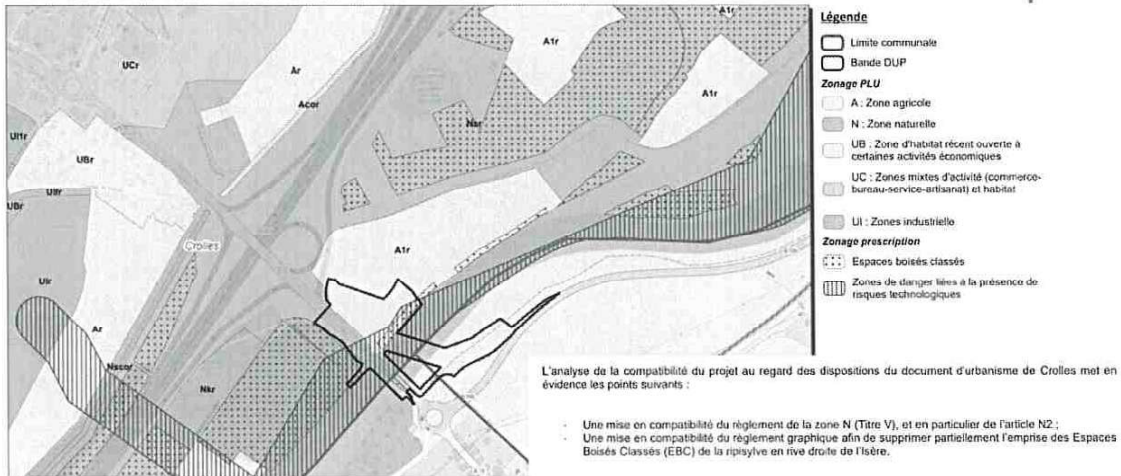 A1r
A1r
UCr
Ar
Acor
A1r
Nsr
UI1r
UBr
UIfr
UBr
Crolles
A1r
UIr
Ar
Nscor
Nkr
Légende
Limite communale
Bande DUP
Zonage PLU
A : Zone agricole
N : Zone naturelle
UB : Zone d'habitat récent ouverte à
certaines activités économiques
UC : Zones mixtes d'activité (commerce-
bureau-service-artisanat) et habitat
UI : Zones industrielle
Zonage prescription
Espaces boisés classés
Zones de danger liées à la présence de
risques technologiques
L'analyse de la compatibilité du projet au regard des dispositions du document d'urbanisme de Crolles met en
évidence les points suivants :
- Une mise en compatibilité du règlement de la zone N (Titre V), et en particulier de l'article N2 ;
- Une mise en compatibilité du règlement graphique afin de supprimer partiellement l'emprise des Espaces
Boisés Classés (EBC) de la ripisylve en rive droite de l'Isère.